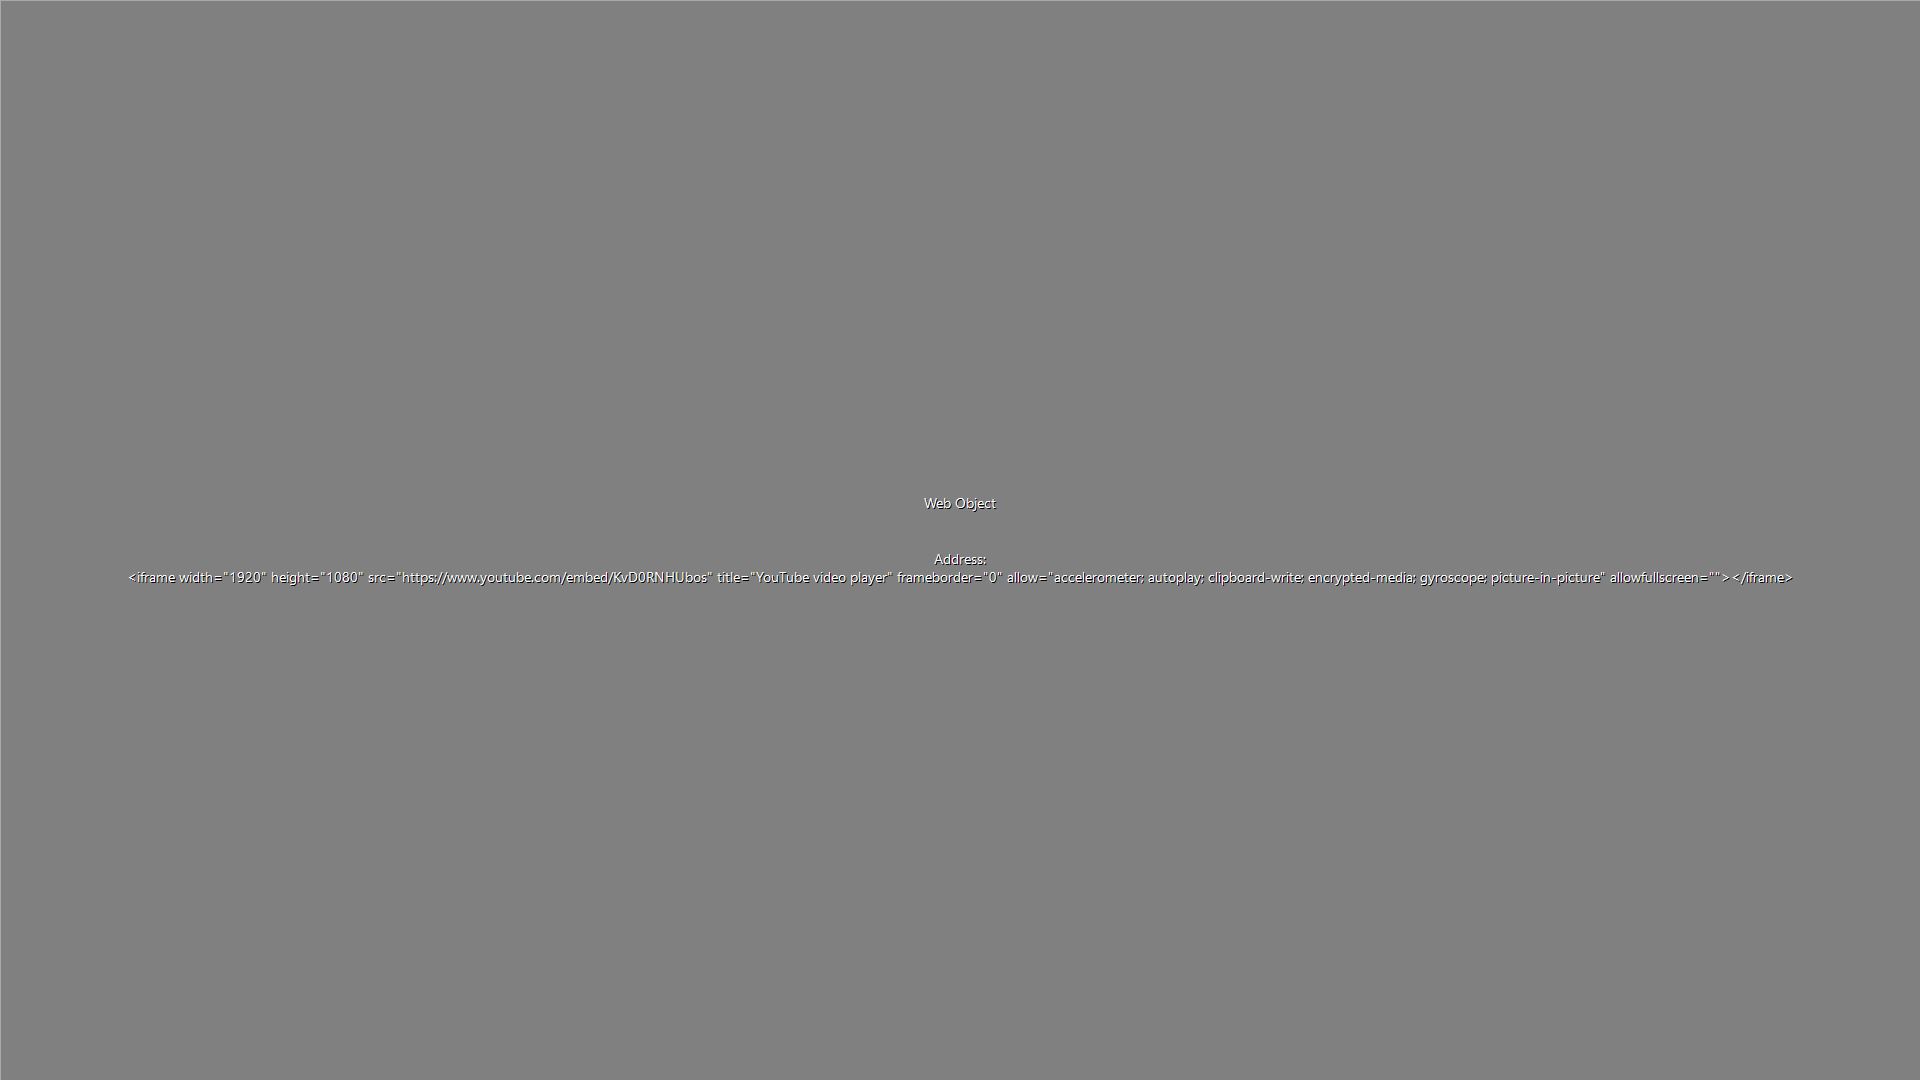 Web Object
Address:
<iframe width="1920" height="1080" src="https://www.youtube.com/embed/KvD0RNHUbos" title="YouTube video player" frameborder="0" allow="accelerometer; autoplay; clipboard-write; encrypted-media; gyroscope; picture-in-picture" allowfullscreen=""></iframe>